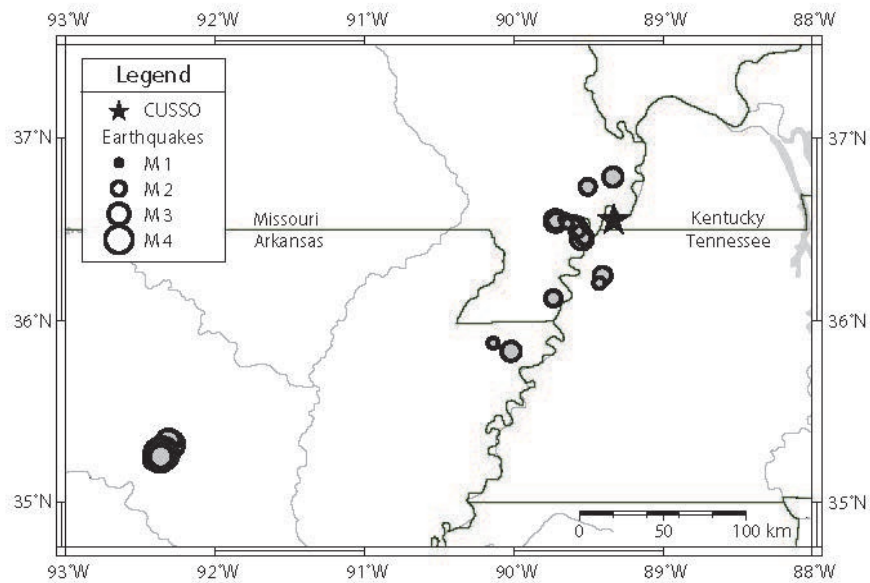 93°W 92°W 91°W 90°W 89°W 88°W
Legend
CUSSO
Earthquakes
M 1
M 2
M 3
M 4
37°N 37°N
Missouri Kentucky
Arkansas Tennessee
36°N 36°N
35°N 35°N
0 50 100 km
93°W 92°W 91°W 90°W 89°W 88°W